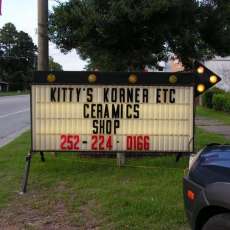 KITTY'S KORNER ETC
CERAMICS
SHOP
252-224-0166